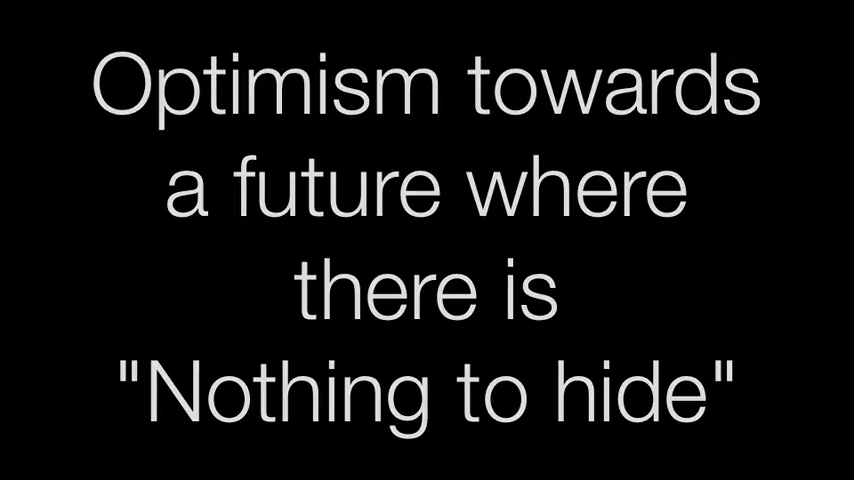 Optimism towards
a future where
there is
"Nothing to hide"